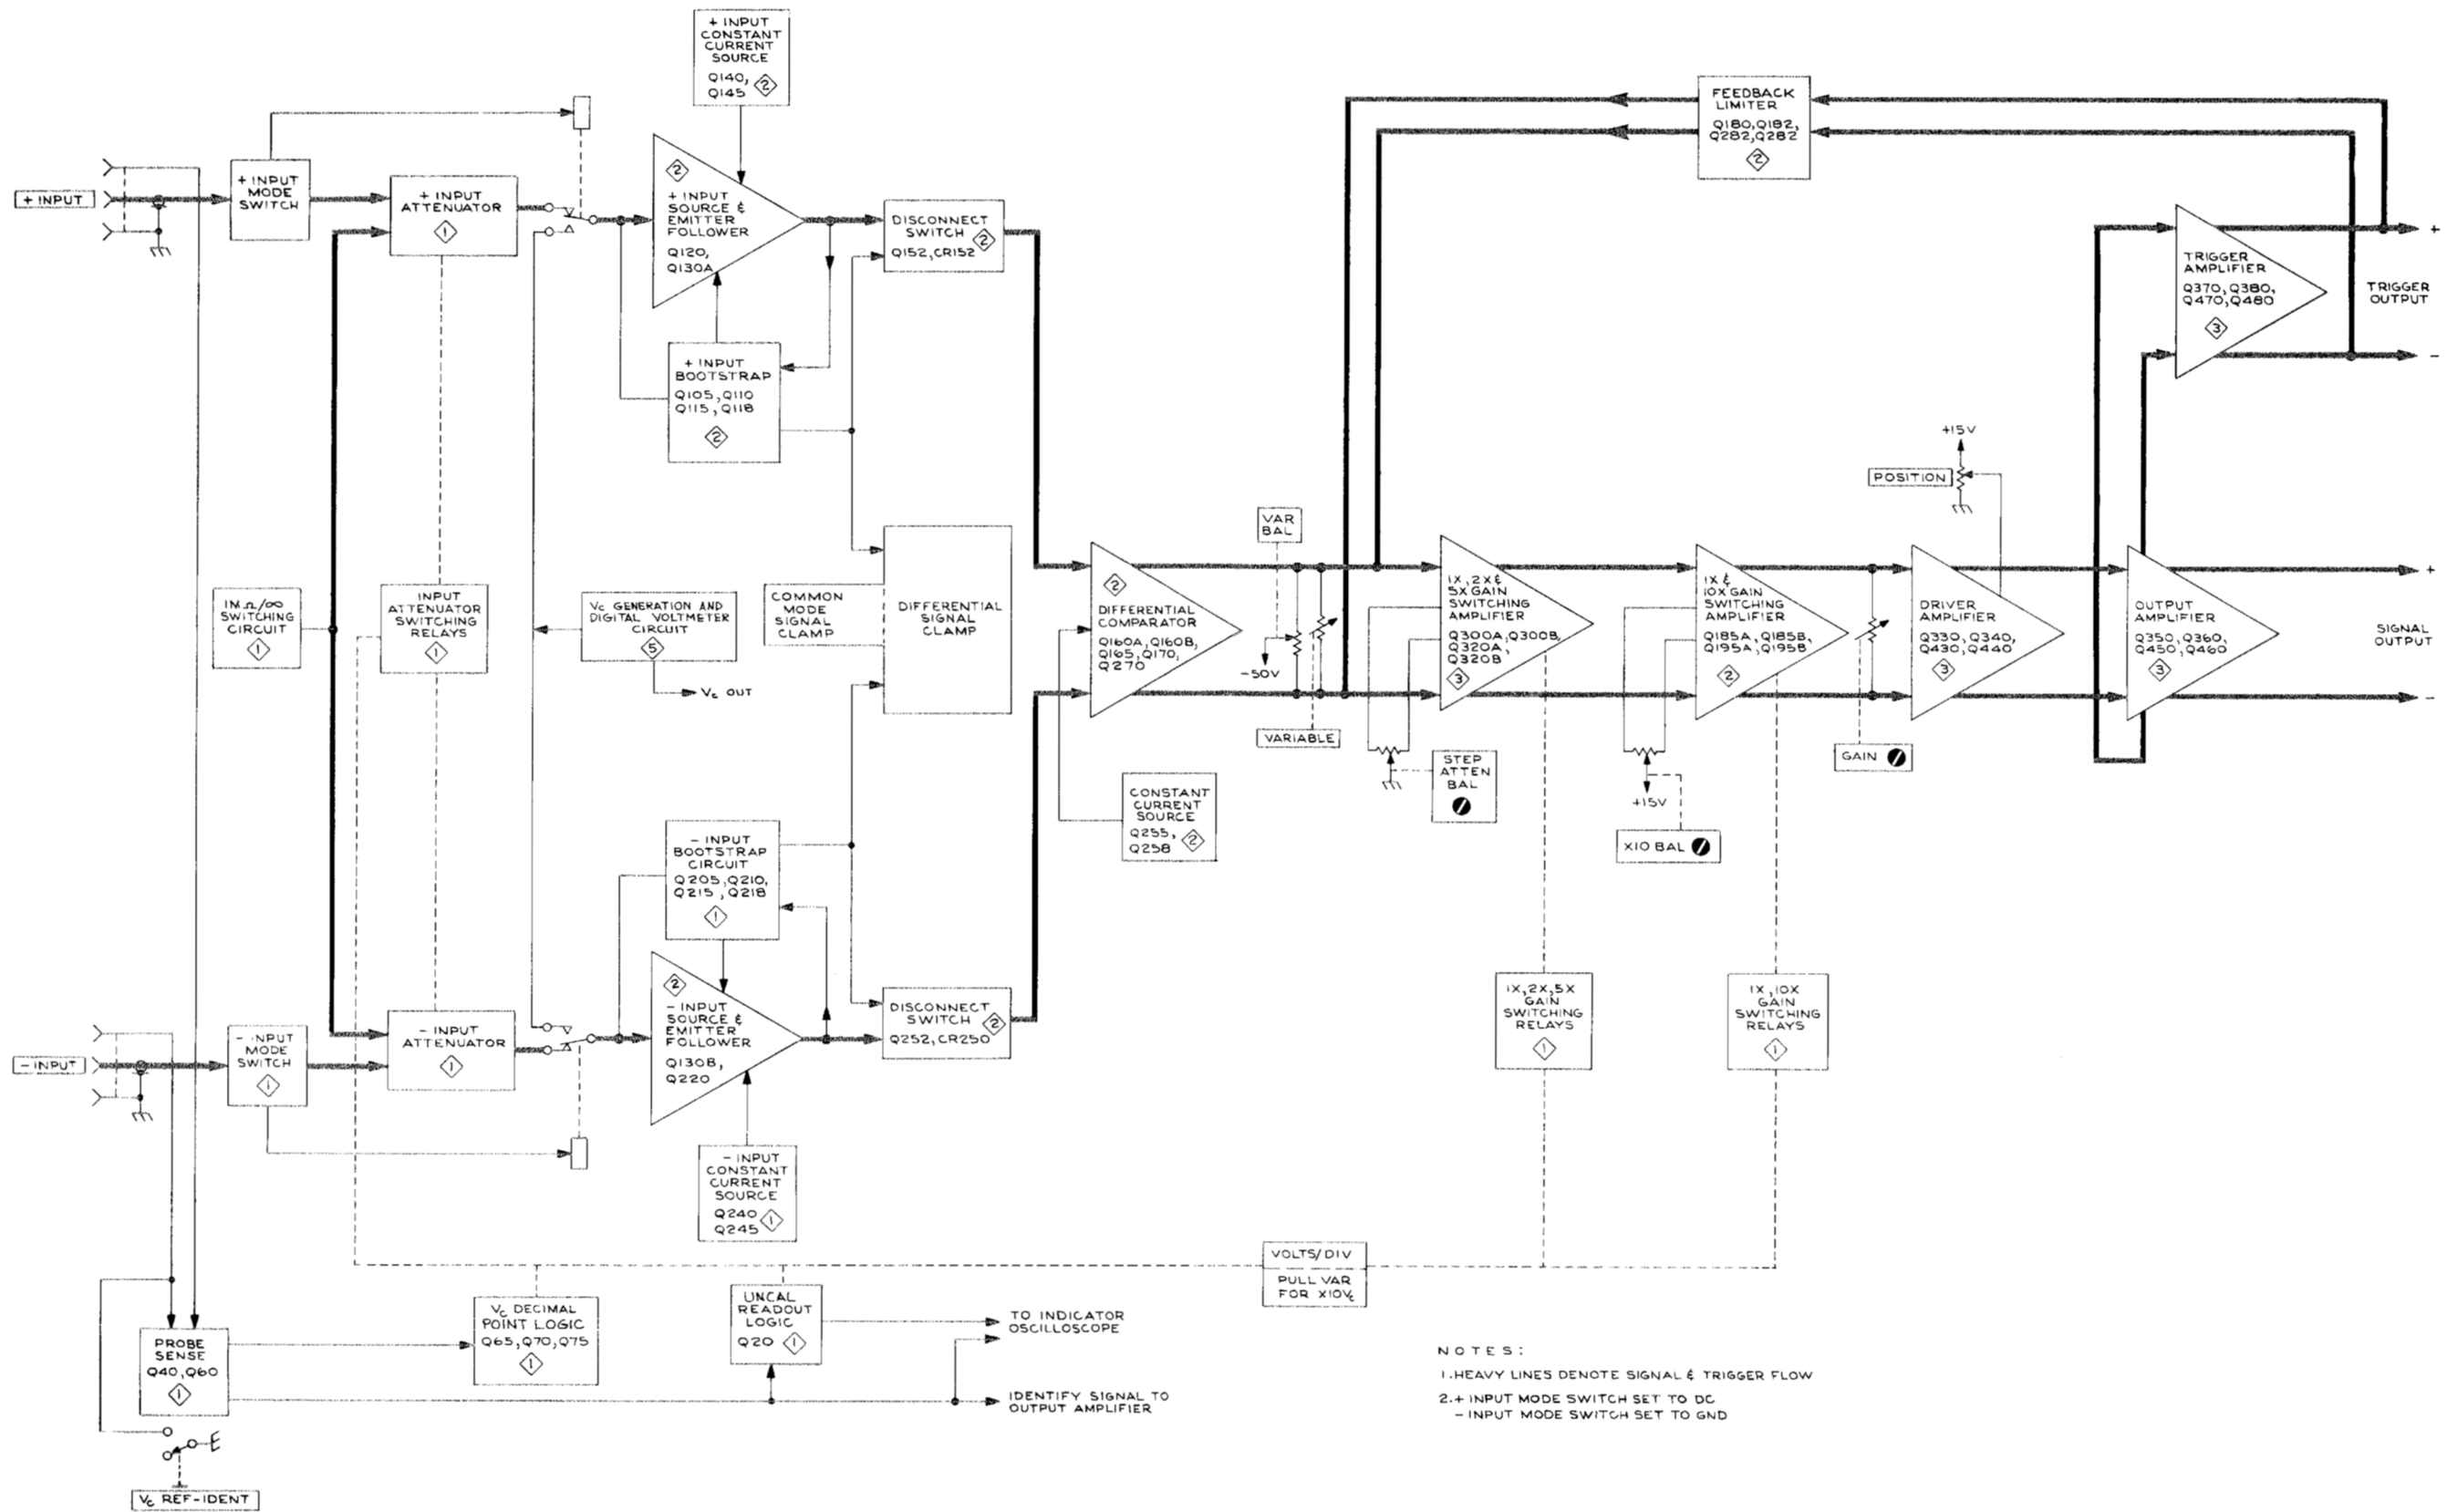 + INPUT
CONSTANT
CURRENT
SOURCE
Q140,
Q145
2
FEEDBACK
LIMITER
Q180,Q182,
Q282,Q282
2
+ INPUT
+ INPUT
MODE
SWITCH
+ INPUT
ATTENUATOR
1
2
+ INPUT
SOURCE &
EMITTER
FOLLOWER
Q120,
Q130A
DISCONNECT
SWITCH
2
Q152,CR152
TRIGGER
AMPLIFIER
Q370,Q380,
Q470,Q480
3
+
TRIGGER
OUTPUT
-
+ INPUT
BOOTSTRAP
Q105,Q110
Q115,Q118
2
+15V
POSITION
1M Ω/∞
SWITCHING
CIRCUIT
1
INPUT
ATTENUATOR
SWITCHING
RELAYS
1
VC GENERATION AND
DIGITAL VOLTMETER
CIRCUIT
5
VC OUT
COMMON
MODE
SIGNAL
CLAMP
DIFFERENTIAL
SIGNAL
CLAMP
2
DIFFERENTIAL
COMPARATOR
Q160A,Q160B,
Q165,Q170,
Q270
VAR
BAL
-50V
VARIABLE
1X,2X &
5X GAIN
SWITCHING
AMPLIFIER
Q300A,Q300B,
Q320A,
Q320B
3
1X &
10X GAIN
SWITCHING
AMPLIFIER
Q185A,Q185B,
Q195A,Q195B
2
DRIVER
AMPLIFIER
Q330,Q340,
Q430,Q440
3
OUTPUT
AMPLIFIER
Q350,Q360,
Q450,Q460
3
+
SIGNAL
OUTPUT
-
STEP
ATTEN
BAL
+15V
X10 BAL
GAIN
CONSTANT
CURRENT
SOURCE
Q255,
Q258
2
- INPUT
BOOTSTRAP
CIRCUIT
Q205,Q210,
Q215,Q218
1
- INPUT
- INPUT
MODE
SWITCH
1
- INPUT
ATTENUATOR
1
2
- INPUT
SOURCE &
EMITTER
FOLLOWER
Q130B,
Q220
DISCONNECT
SWITCH
2
Q252,CR250
1X,2X,5X
GAIN
SWITCHING
RELAYS
1
1X,10X
GAIN
SWITCHING
RELAYS
1
- INPUT
CONSTANT
CURRENT
SOURCE
Q240
Q245
1
VOLTS/DIV
PULL VAR
FOR X10VC
PROBE
SENSE
Q40,Q60
1
VC DECIMAL
POINT LOGIC
Q65,Q70,Q75
1
UNCAL
READOUT
LOGIC
Q20
1
TO INDICATOR
OSCILLOSCOPE
IDENTIFY SIGNAL TO
OUTPUT AMPLIFIER
VC REF-IDENT
NOTES:
1.HEAVY LINES DENOTE SIGNAL & TRIGGER FLOW
2.+ INPUT MODE SWITCH SET TO DC
- INPUT MODE SWITCH SET TO GND